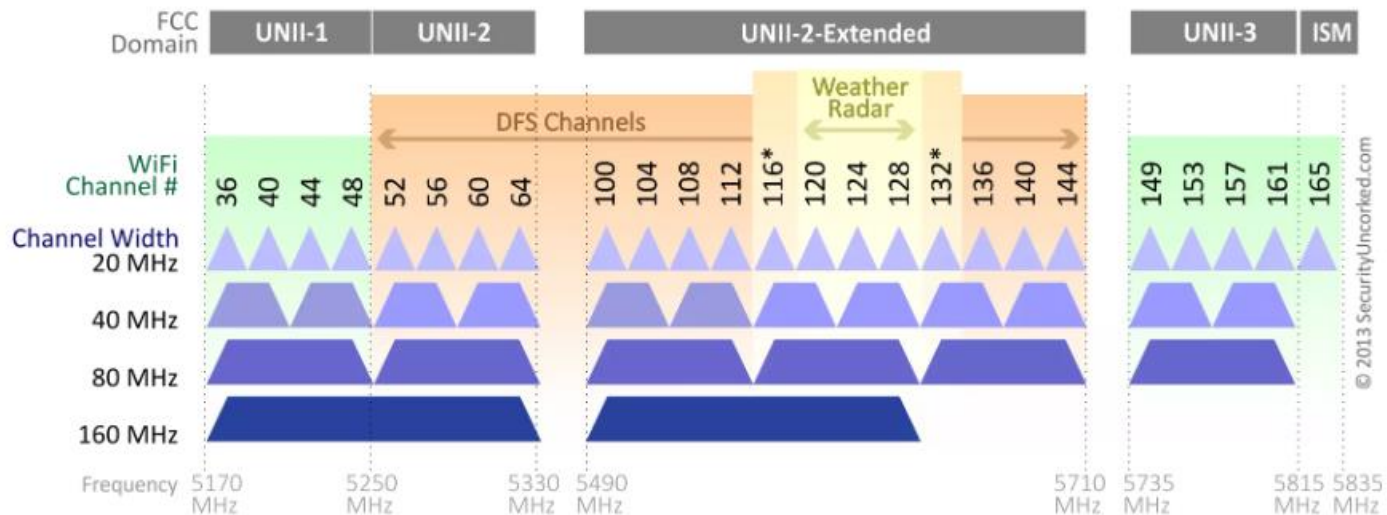 FCC
Domain
UNII-1 UNII-2 UNII-2-Extended UNII-3 ISM
Weather
Radar
DFS Channels
WiFi
Channel #
36 40 44 48 52 56 60 64 100 104 108 112 116* 120 124 128 132* 136 140 144 149 153 157 161 165
Channel Width
20 MHz
40 MHz
80 MHz
160 MHz
Frequency 5170 5250 5330 5490 5710 5735 5815 5835
MHz MHz MHz MHz MHz MHz MHz MHz
© 2013 SecurityUncorked.com